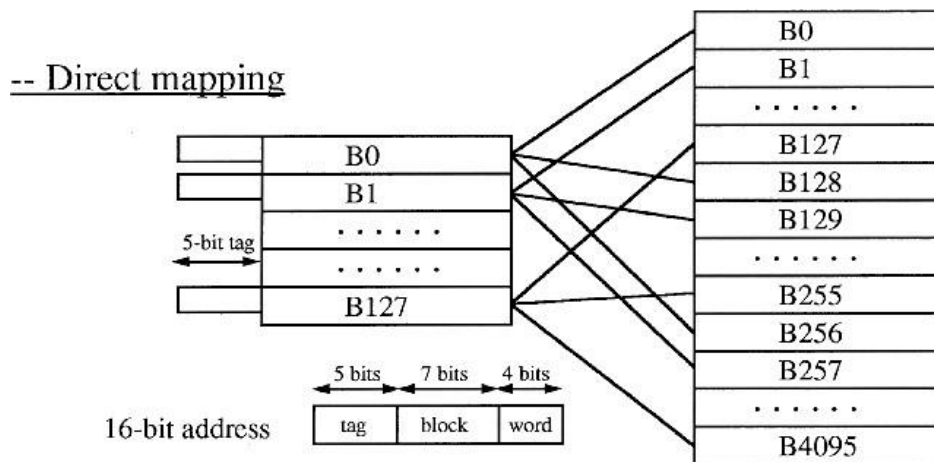 -- Direct mapping
B0
B1
. . . . . .
. . . . . .
B127
5-bit tag
B0
B1
. . . . . .
B127
B128
B129
. . . . . .
B255
B256
B257
. . . . . .
B4095
5 bits 7 bits 4 bits
16-bit address tag block word